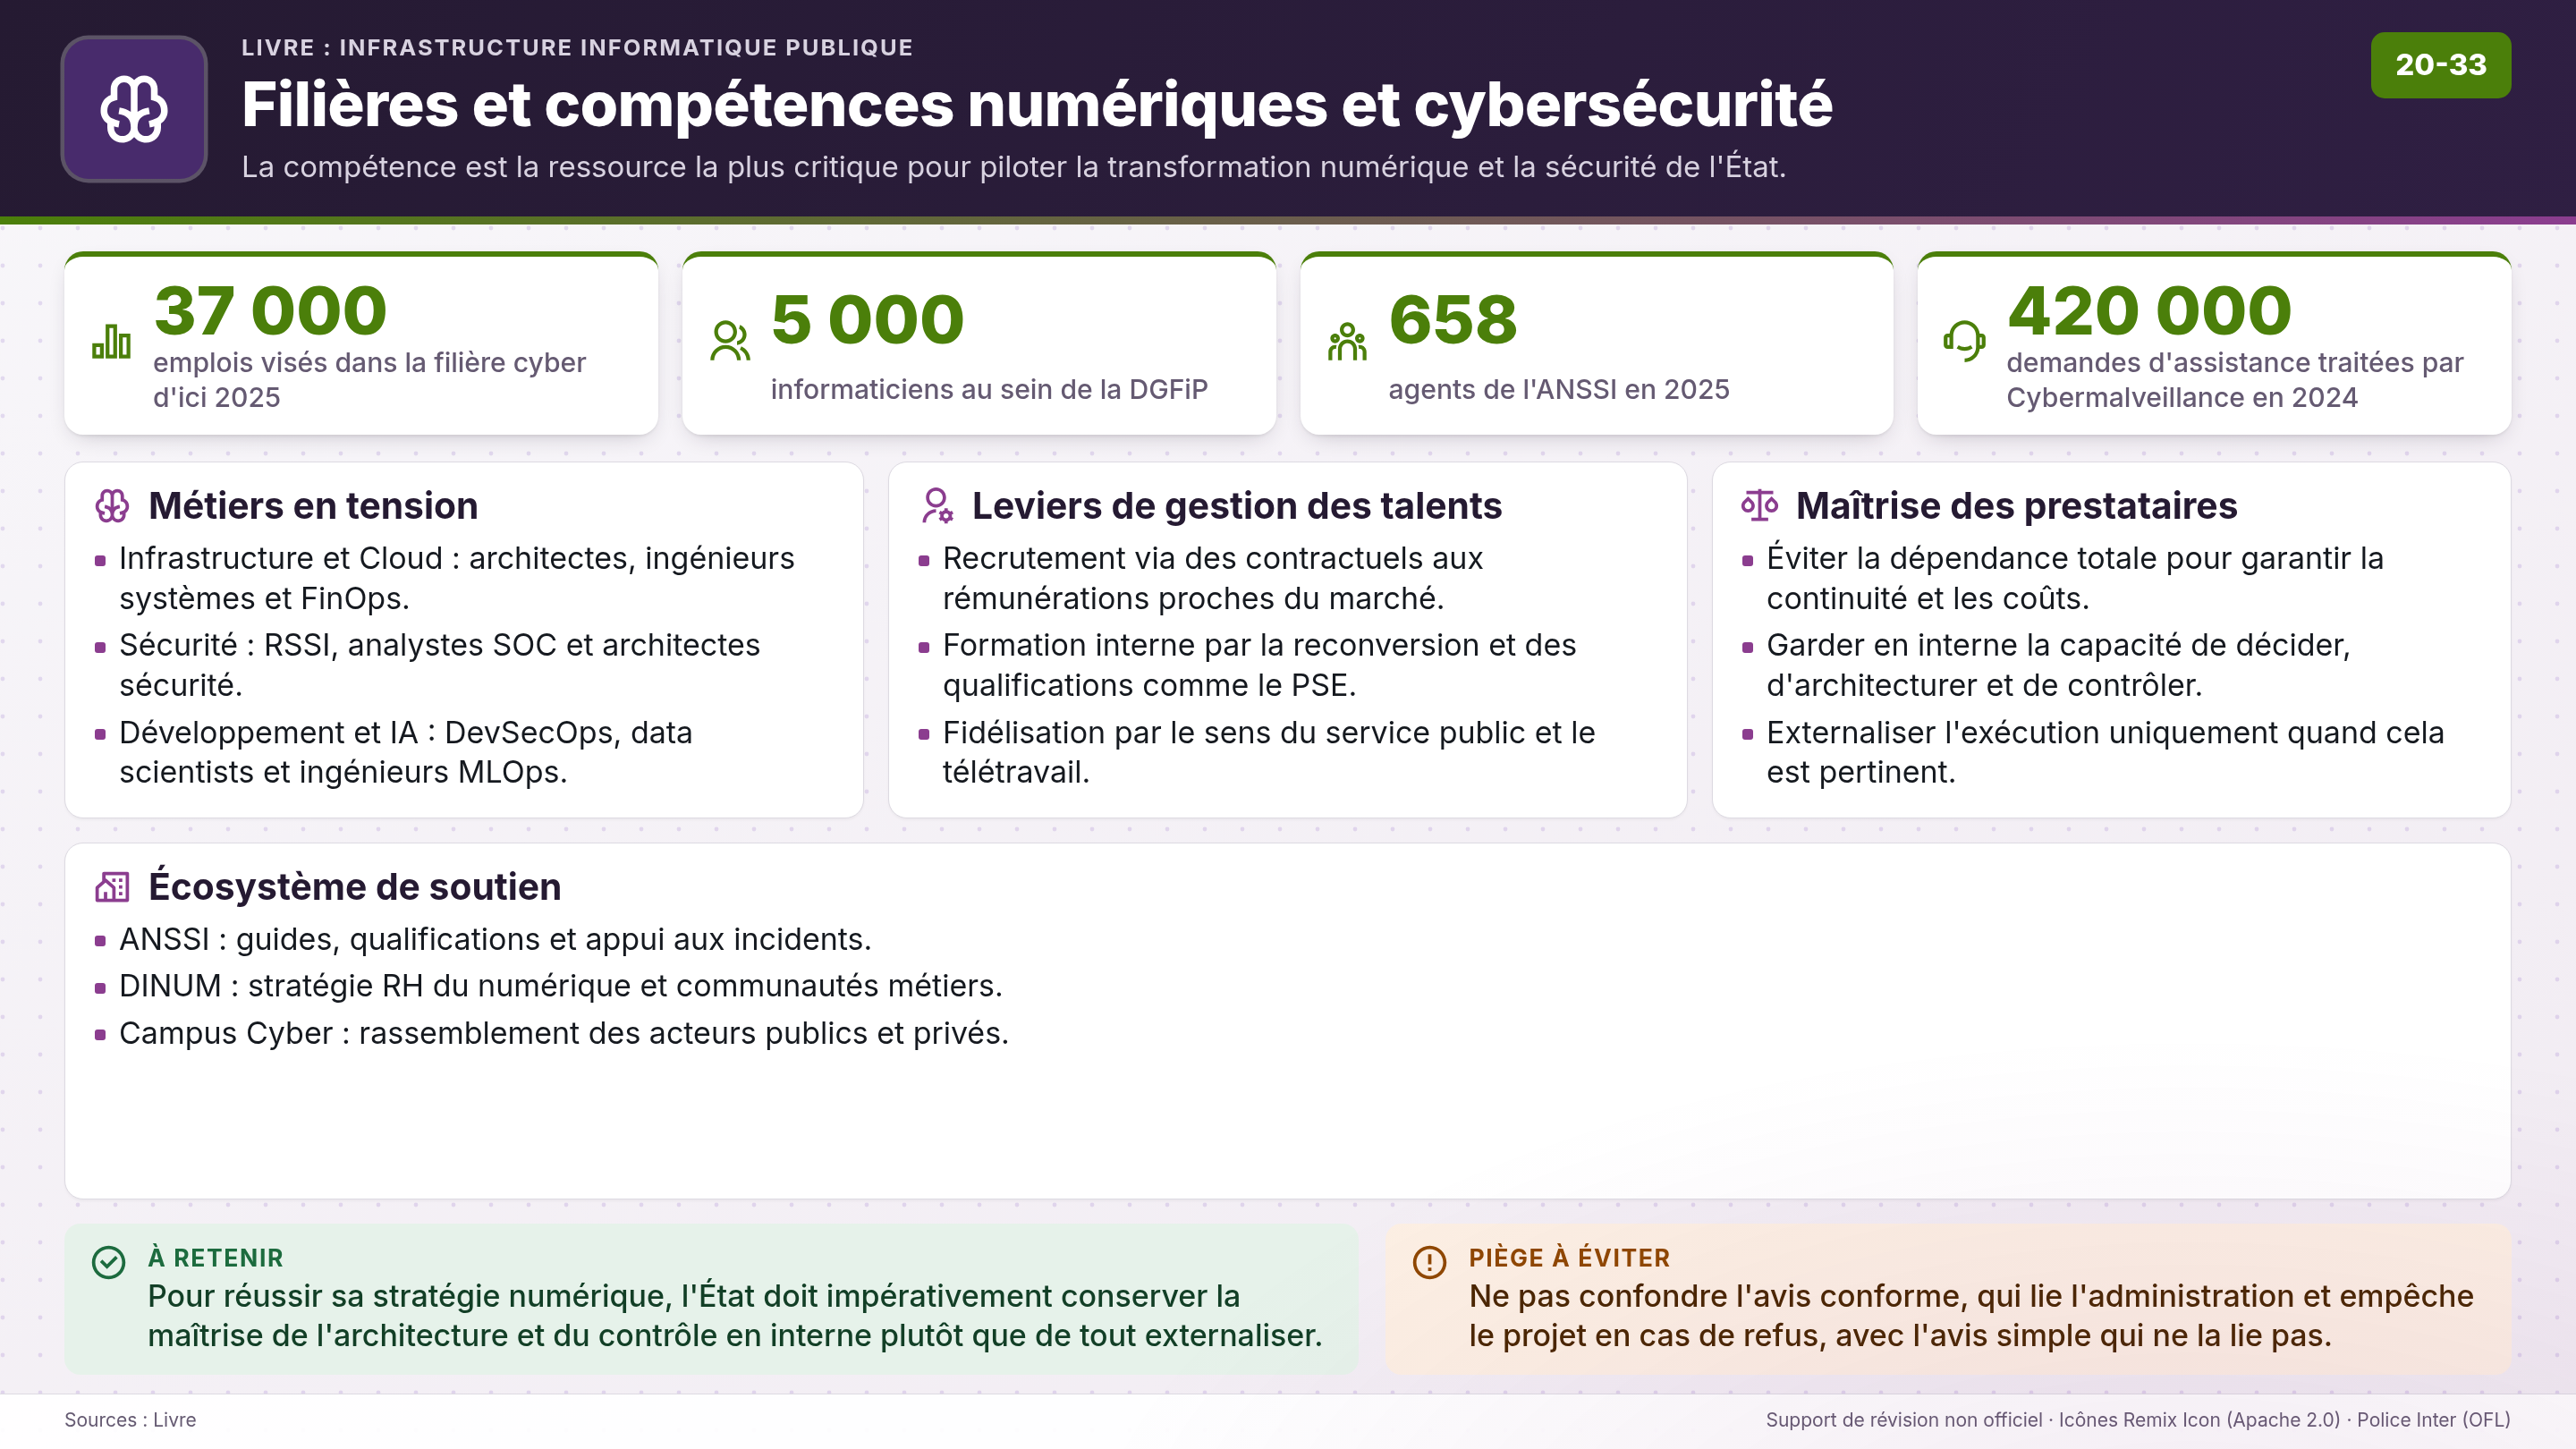 LIVRE : INFRASTRUCTURE INFORMATIQUE PUBLIQUE
Filières et compétences numériques et cybersécurité
La compétence est la ressource la plus critique pour piloter la transformation numérique et la sécurité de l'État.
20-33
37 000
emplois visés dans la filière cyber
d'ici 2025
5 000
informaticiens au sein de la DGFiP
658
agents de l'ANSSI en 2025
420 000
demandes d'assistance traitées par
Cybermalveillance en 2024
Métiers en tension
Infrastructure et Cloud : architectes, ingénieurs
systèmes et FinOps.
Sécurité : RSSI, analystes SOC et architectes
sécurité.
Développement et IA : DevSecOps, data
scientists et ingénieurs MLOps.
Leviers de gestion des talents
Recrutement via des contractuels aux
rémunérations proches du marché.
Formation interne par la reconversion et des
qualifications comme le PSE.
Fidélisation par le sens du service public et le
télétravail.
Maîtrise des prestataires
Éviter la dépendance totale pour garantir la
continuité et les coûts.
Garder en interne la capacité de décider,
d'architecturer et de contrôler.
Externaliser l'exécution uniquement quand cela
est pertinent.
Écosystème de soutien
ANSSI : guides, qualifications et appui aux incidents.
DINUM : stratégie RH du numérique et communautés métiers.
Campus Cyber : rassemblement des acteurs publics et privés.
À RETENIR
Pour réussir sa stratégie numérique, l'État doit impérativement conserver la
maîtrise de l'architecture et du contrôle en interne plutôt que de tout externaliser.
PIÈGE À ÉVITER
Ne pas confondre l'avis conforme, qui lie l'administration et empêche
le projet en cas de refus, avec l'avis simple qui ne la lie pas.
Sources : Livre
Support de révision non officiel · Icônes Remix Icon (Apache 2.0) · Police Inter (OFL)